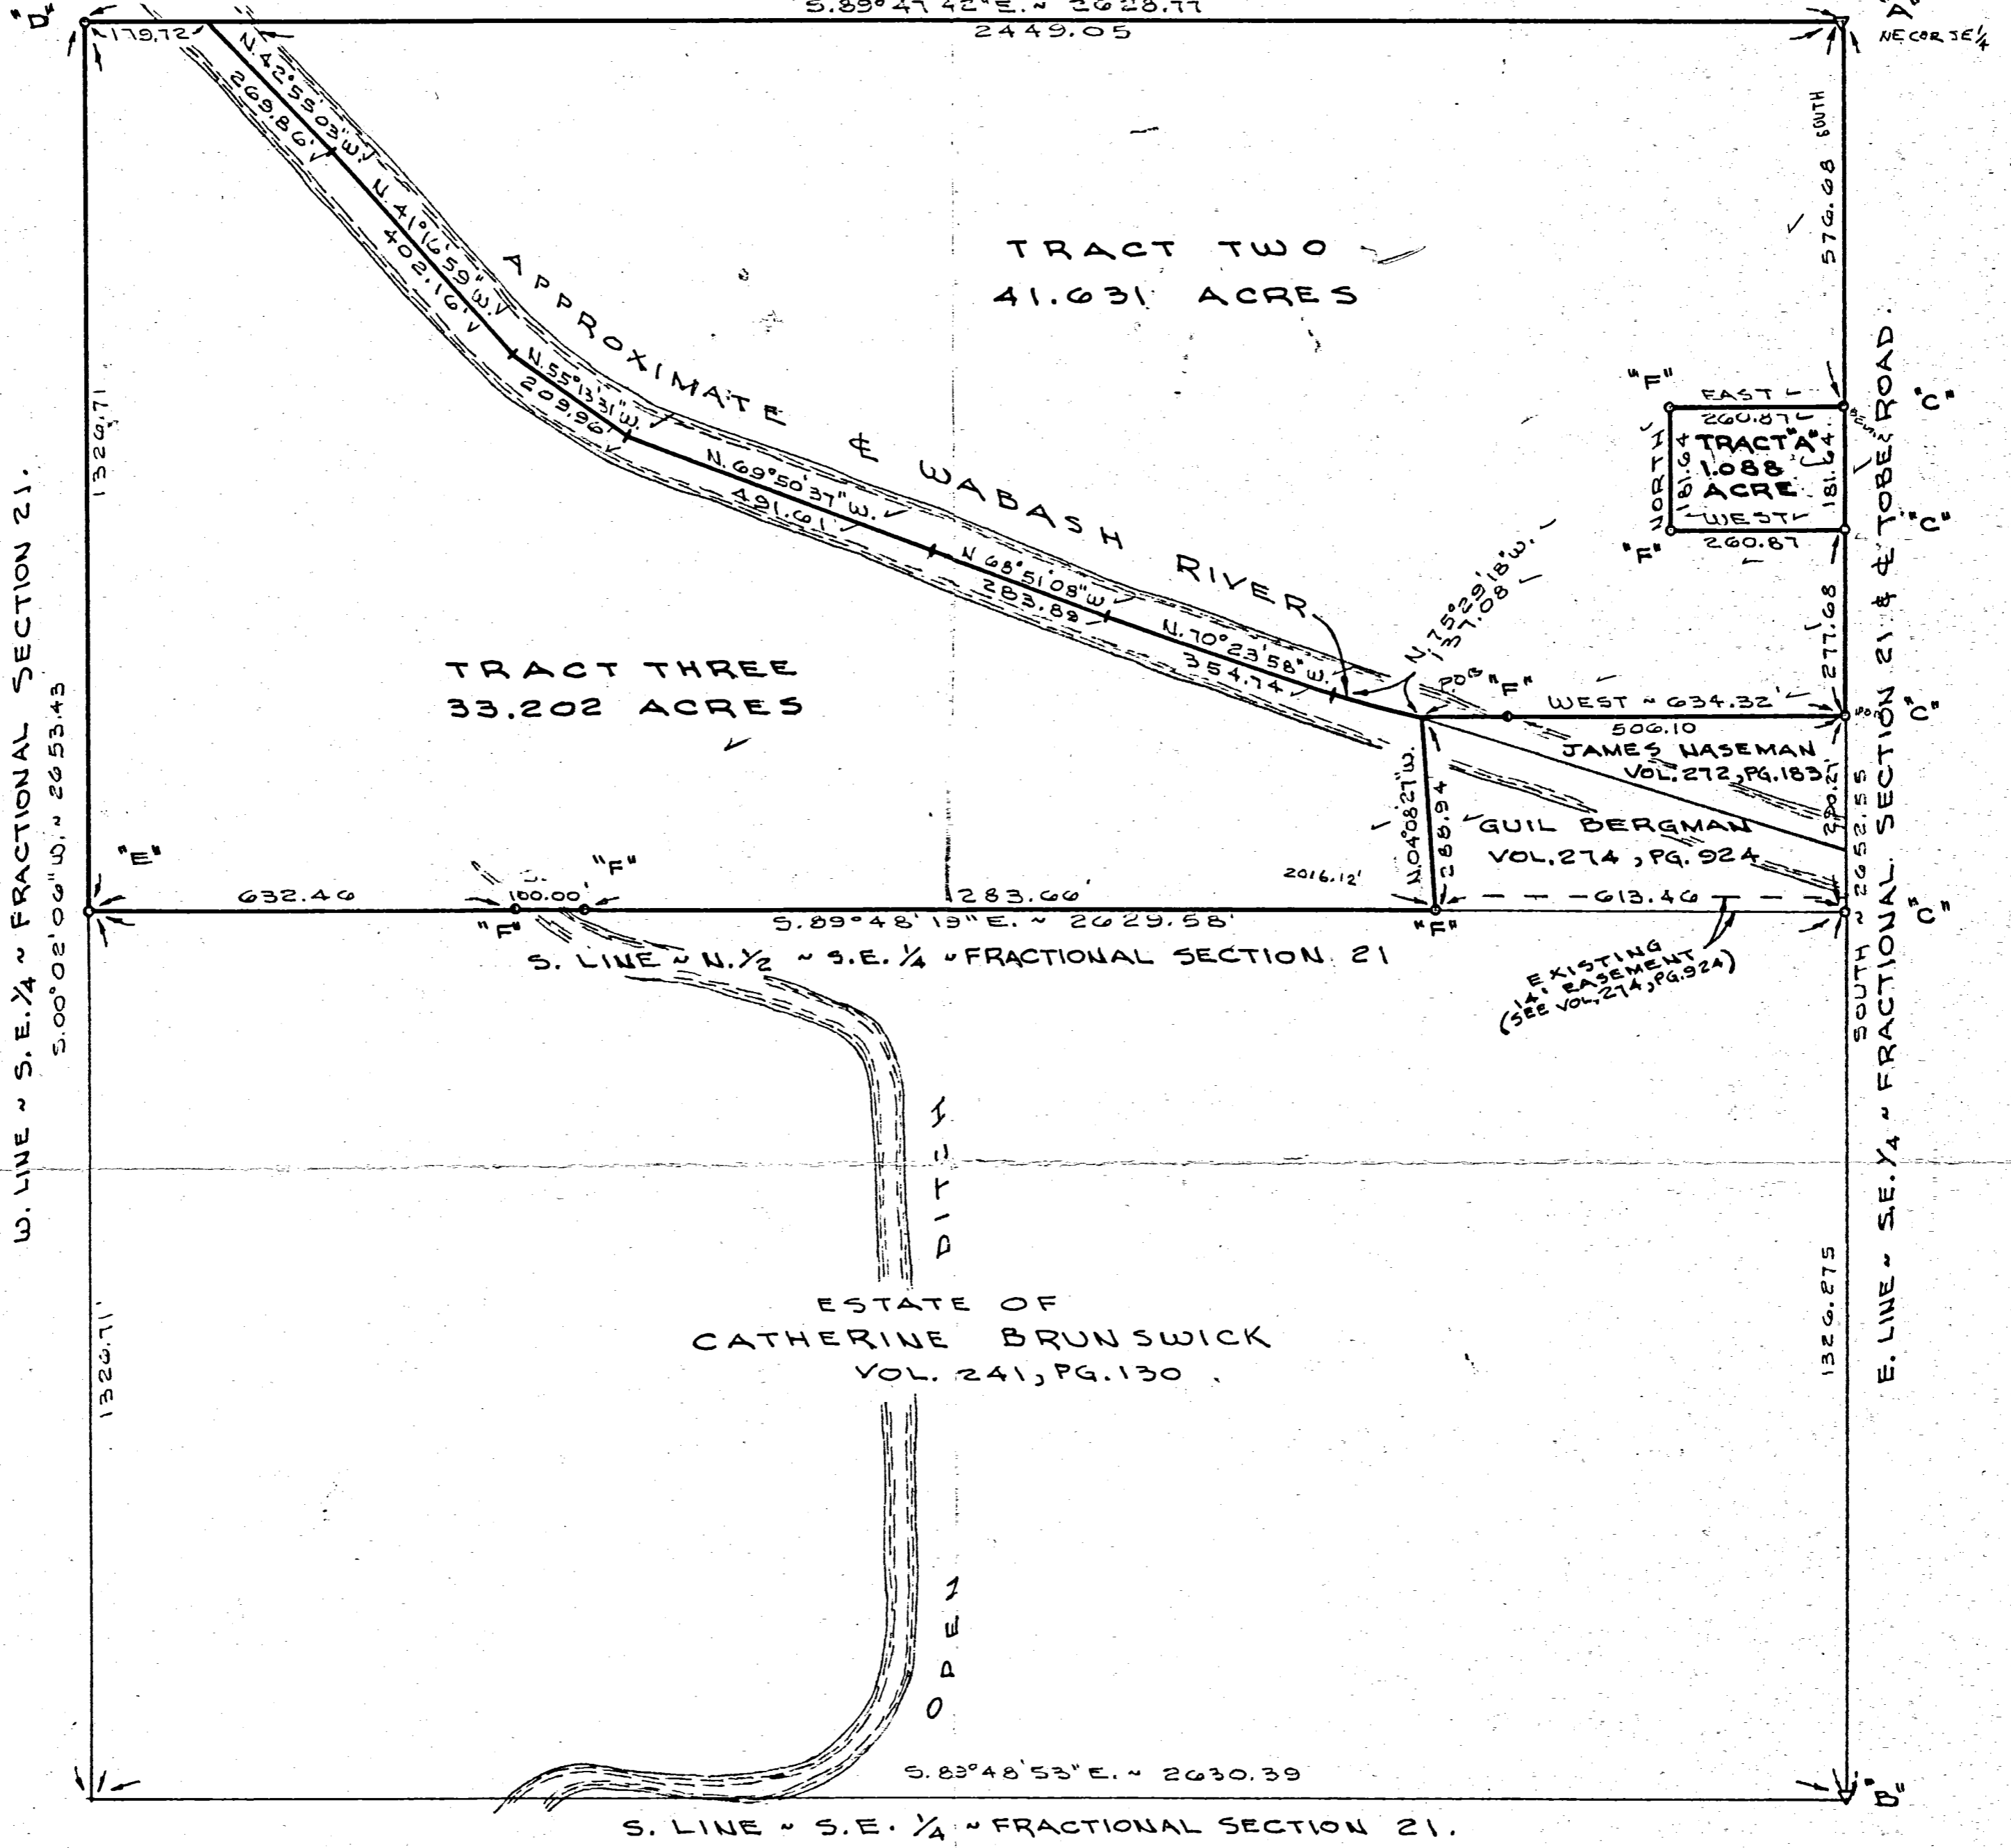 S.89°47'42"E. ~ 2628.77
"D"
"A"
NE COR SE 1/4
179.72
2449.05
N.42°55'03"W.
269.86'
N.41°16'59"W.
402.16'
N.55°13'31"W.
209.96'
N.69°50'37"W.
491.61'
N 68°51'08"W
283.89
N.70°23'58"W.
354.74
N.75°29'18"W.
137.08
APPROXIMATE ℄ WABASH RIVER
TRACT TWO
41.631 ACRES
576.68 SOUTH
"F"
EAST
260.87
"C"
TRACT "A"
1.088
ACRE
NORTH
181.64
181.64
WEST
260.87
"F"
"C"
277.68
P.O.B
"F"
WEST ~ 634.32'
506.10
"C"
JAMES HASEMAN
VOL. 272, PG. 183
290.27'
GUIL BERGMAN
VOL. 274, PG. 924
N.04°08'27"W.
288.94
2016.12'
613.46
"C"
"F"
TRACT THREE
33.202 ACRES
1326.71
W. LINE ~ S.E. 1/4 ~ FRACTIONAL SECTION 21.
S.00°02'06"W. ~ 2653.43
"E"
632.46
"F"
100.00'
"F"
1283.66'
S.89°48'19"E. ~ 2629.58'
S. LINE ~ N. 1/2 ~ S.E. 1/4 ~ FRACTIONAL SECTION 21
EXISTING
14' EASEMENT
(SEE VOL. 274, PG. 924)
SOUTH ~ 2652.55
E. LINE ~ S.E. 1/4 ~ FRACTIONAL SECTION 21 & ℄ TOBE ROAD.
OPEN DITCH
ESTATE OF
CATHERINE BRUNSWICK
VOL. 241, PG. 130
1326.71'
1326.275
S.89°48'53"E. ~ 2630.39
"B"
S. LINE ~ S.E. 1/4 ~ FRACTIONAL SECTION 21.